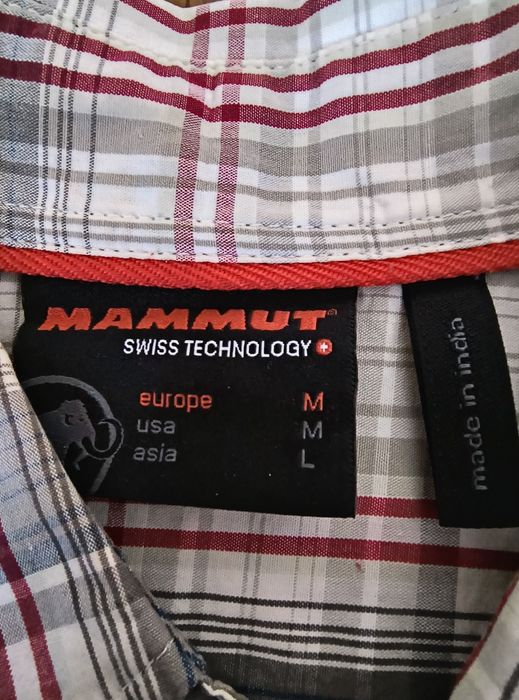 MAMMUT
SWISS TECHNOLOGY
europe M
usa M
asia L
made in india